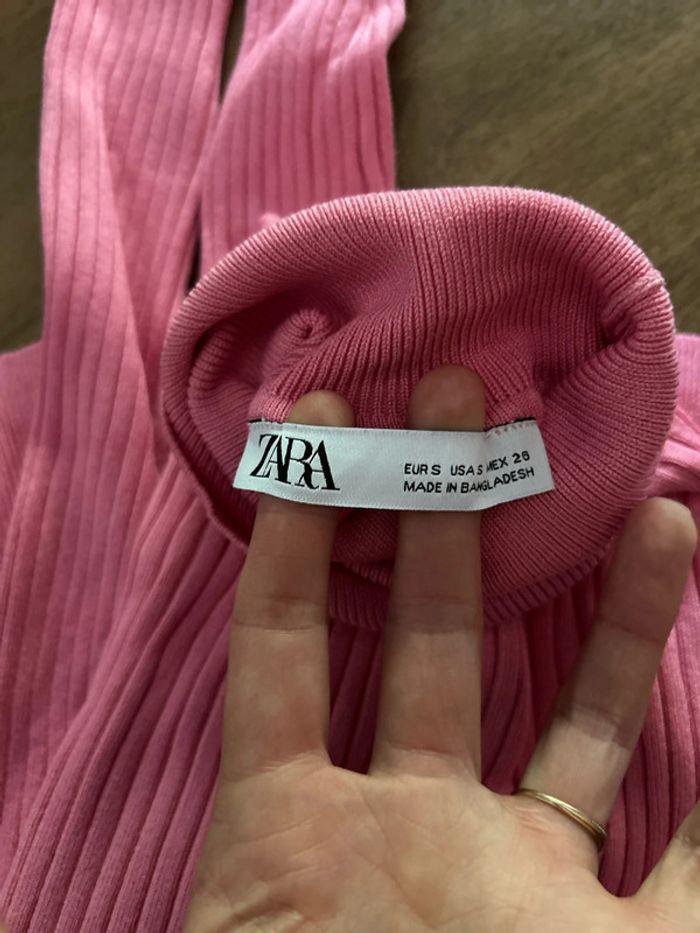 ZARA
EUR S USA S MEX 26
MADE IN BANGLADESH